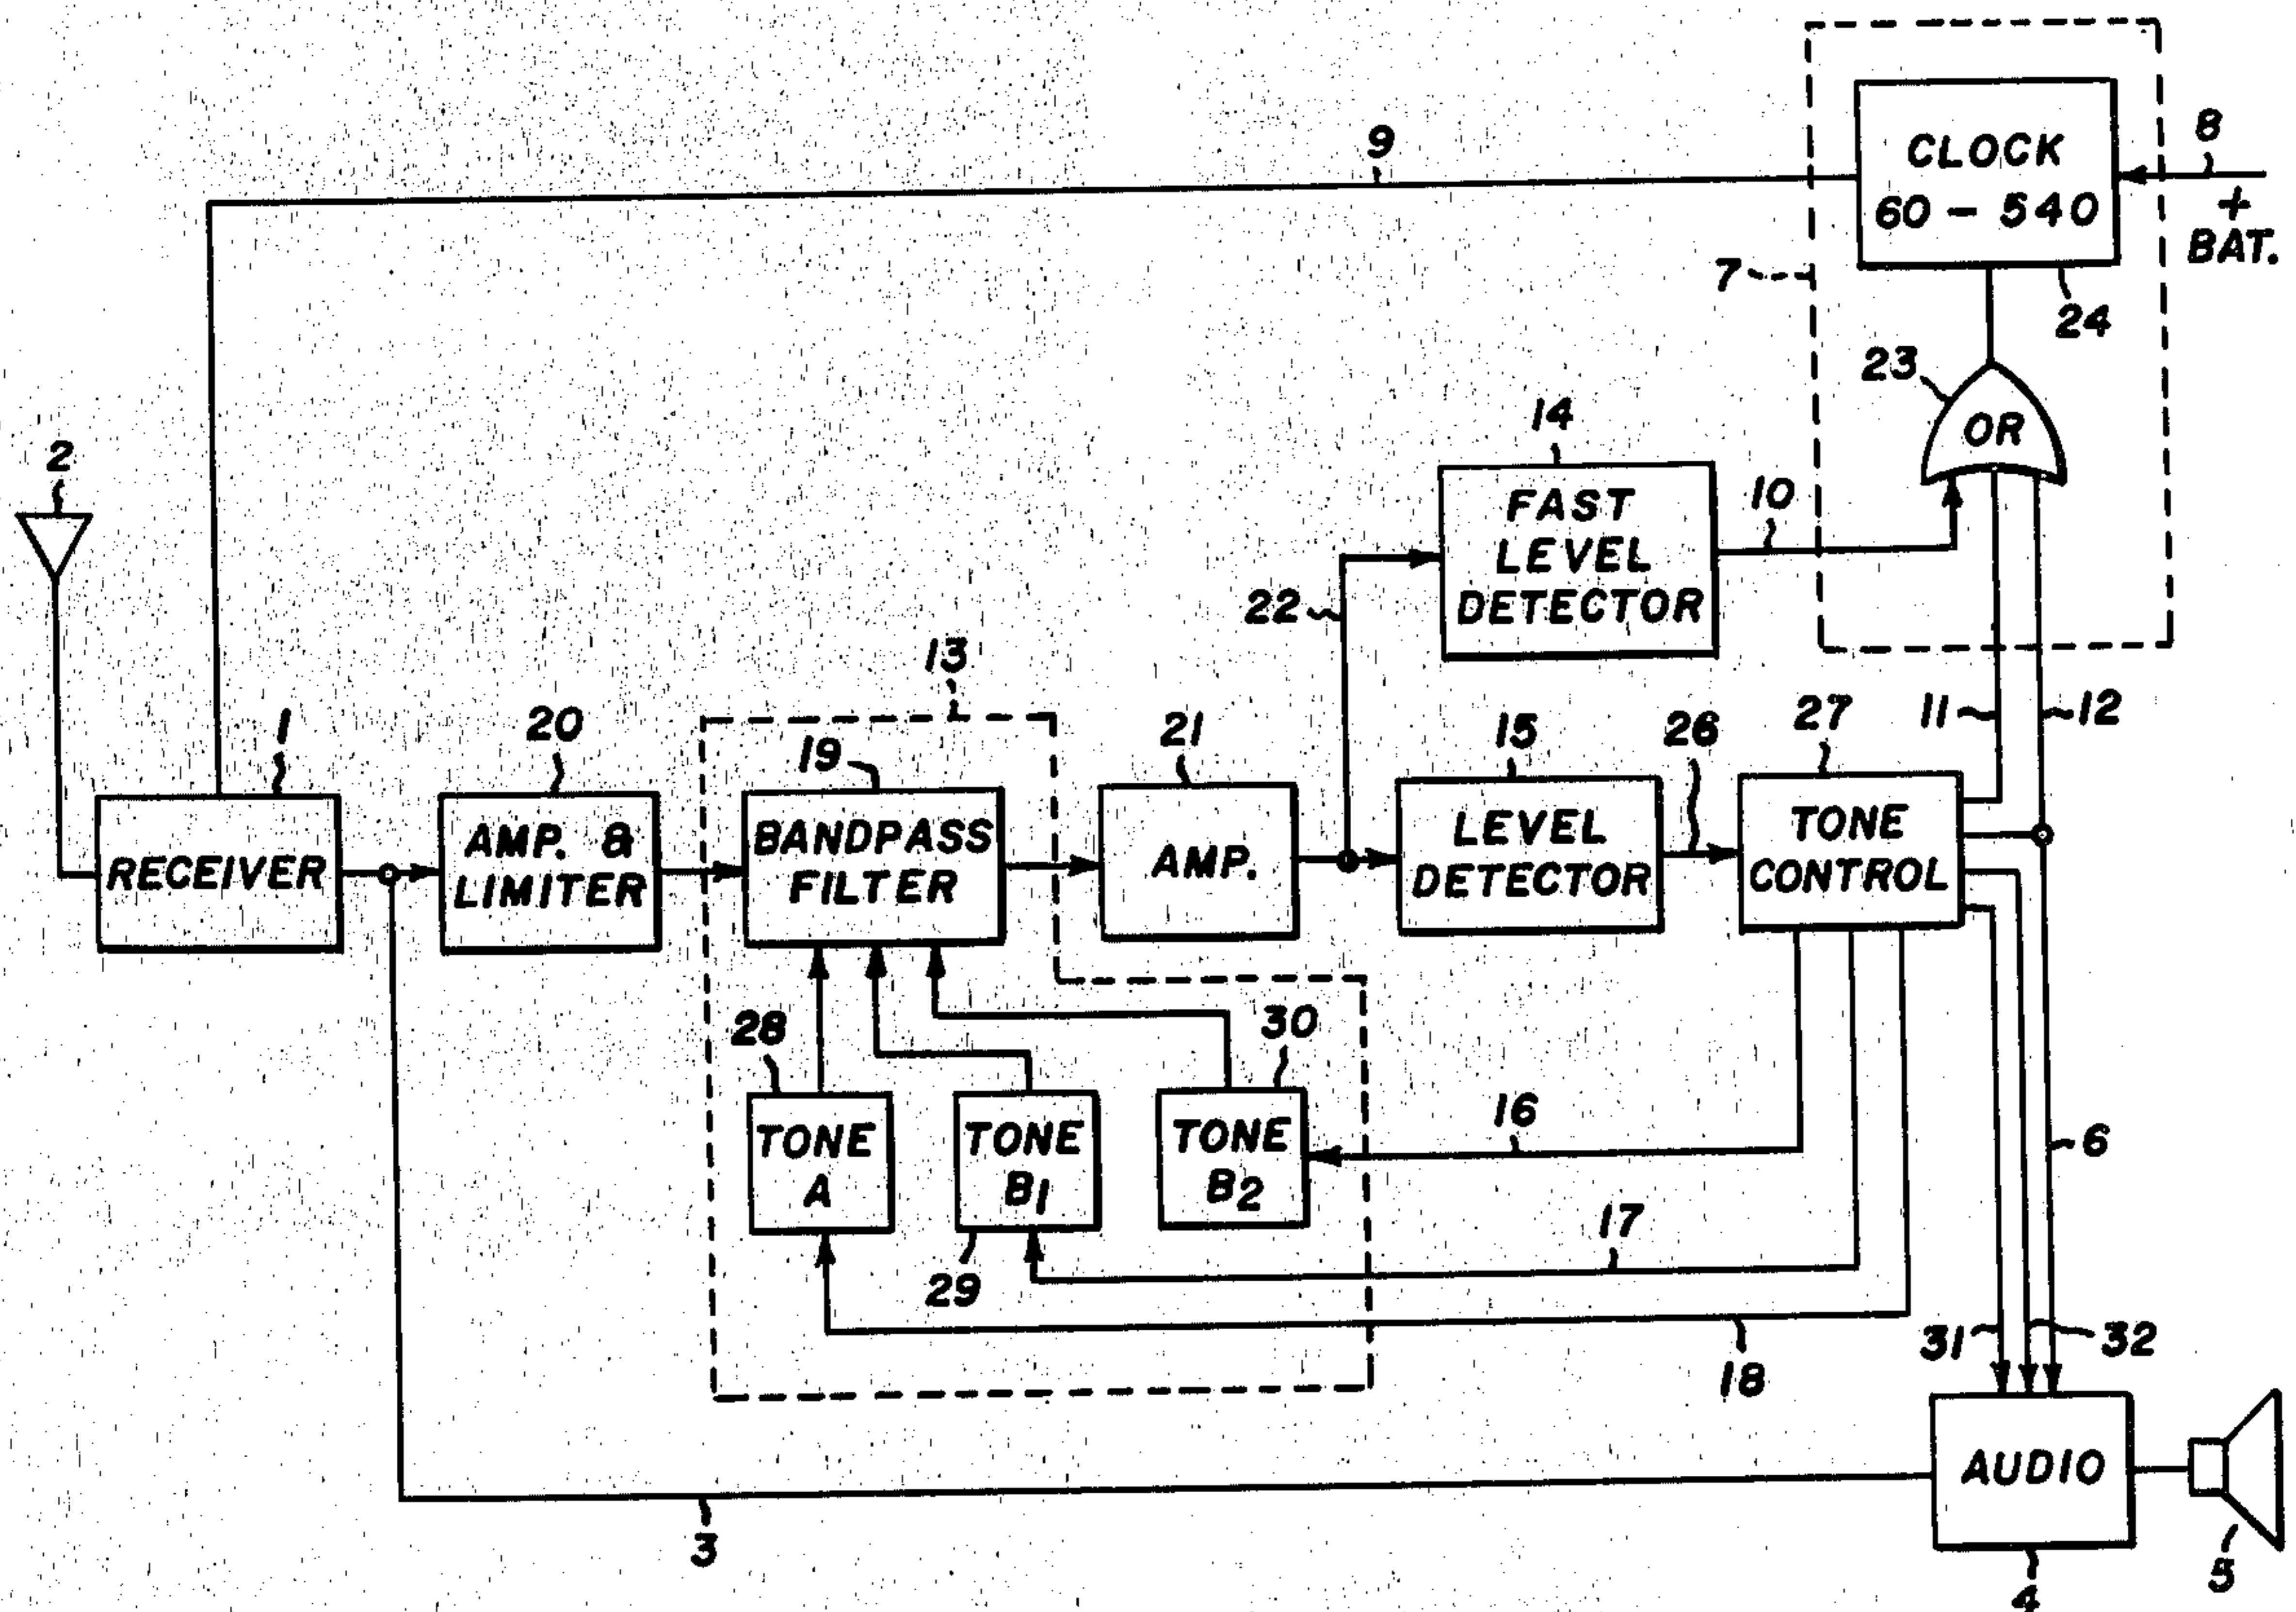 CLOCK
60 - 540
8
+
BAT.
9
7
24
23
OR
14
FAST
LEVEL
DETECTOR
10
22
2
13
11
12
1
20
19
21
15
26
27
RECEIVER
AMP. &
LIMITER
BANDPASS
FILTER
AMP.
LEVEL
DETECTOR
TONE
CONTROL
28
30
TONE
A
TONE
B1
TONE
B2
29
16
17
18
6
31
32
3
AUDIO
4
5